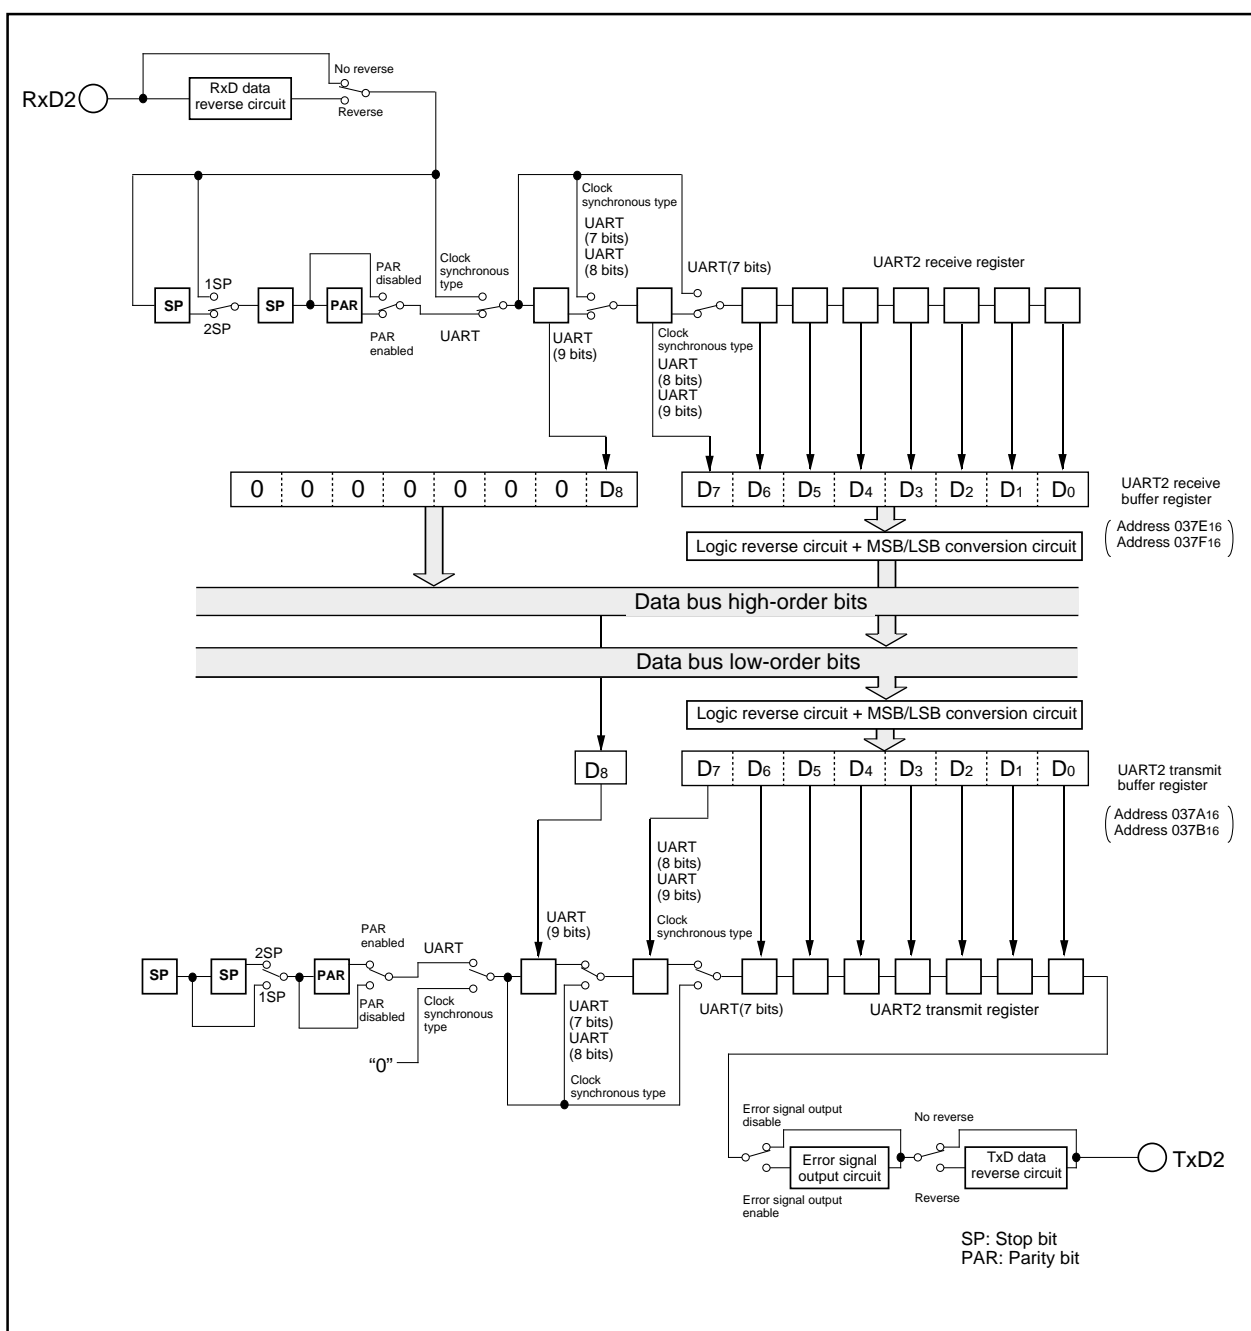 No reverse
RxD2
RxD data
reverse circuit
Reverse
Clock
synchronous type
UART
(7 bits)
UART
(8 bits)
1SP
2SP
SP
SP
PAR
PAR
disabled
PAR
enabled
Clock
synchronous
type
UART
UART
(9 bits)
UART(7 bits)
Clock
synchronous type
UART
(8 bits)
UART
(9 bits)
UART2 receive register
0 0 0 0 0 0 0 D8
D7 D6 D5 D4 D3 D2 D1 D0
UART2 receive
buffer register
Address 037E16
Address 037F16
Logic reverse circuit + MSB/LSB conversion circuit
Data bus high-order bits
Data bus low-order bits
Logic reverse circuit + MSB/LSB conversion circuit
D8
D7 D6 D5 D4 D3 D2 D1 D0
UART2 transmit
buffer register
Address 037A16
Address 037B16
UART
(8 bits)
UART
(9 bits)
Clock
synchronous type
UART
(9 bits)
SP
SP
2SP
1SP
PAR
PAR
enabled
PAR
disabled
UART
Clock
synchronous
type
“0”
UART
(7 bits)
UART
(8 bits)
Clock
synchronous type
UART(7 bits)
UART2 transmit register
Error signal output
disable
Error signal
output circuit
Error signal output
enable
No reverse
TxD data
reverse circuit
Reverse
TxD2
SP: Stop bit
PAR: Parity bit